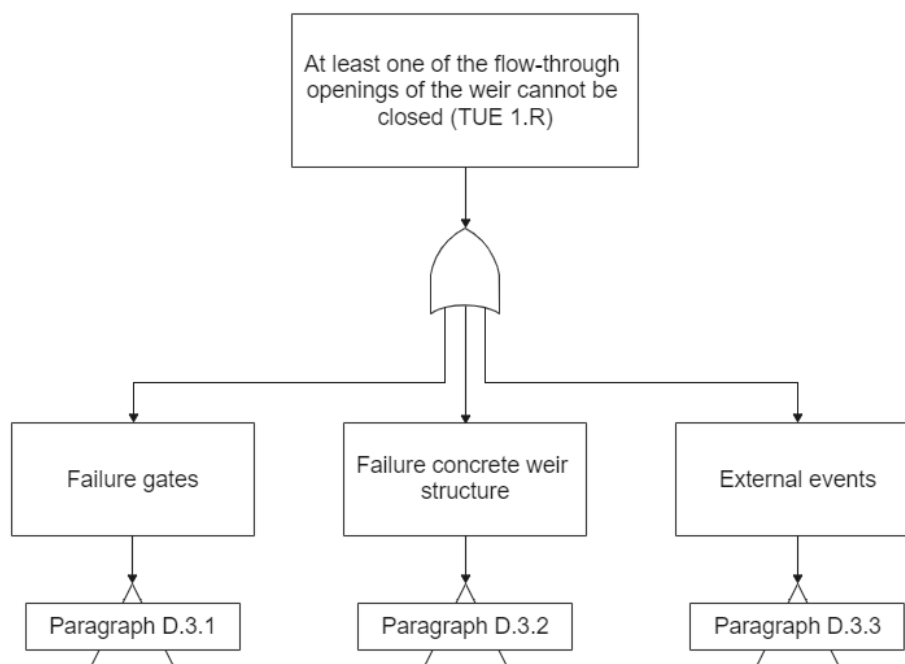 At least one of the flow-through
openings of the weir cannot be
closed (TUE 1.R)
Failure gates
Failure concrete weir
structure
External events
Paragraph D.3.1
Paragraph D.3.2
Paragraph D.3.3